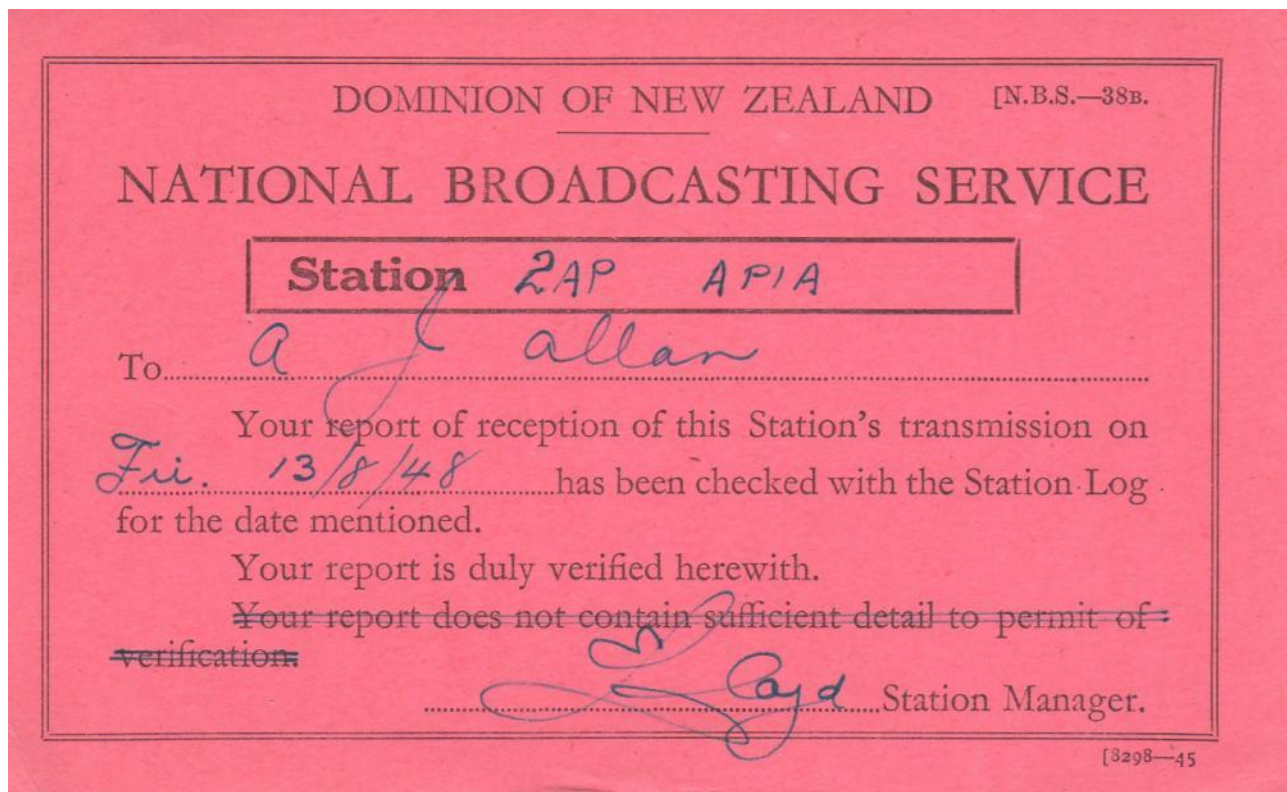 DOMINION OF NEW ZEALAND [N.B.S.—38B.
NATIONAL BROADCASTING SERVICE
Station 2AP APIA
To A J Allan
Your report of reception of this Station's transmission on
Fri. 13/8/48 has been checked with the Station Log
for the date mentioned.
Your report is duly verified herewith.
Your report does not contain sufficient detail to permit of
verification.
Station Manager.
[8298—45